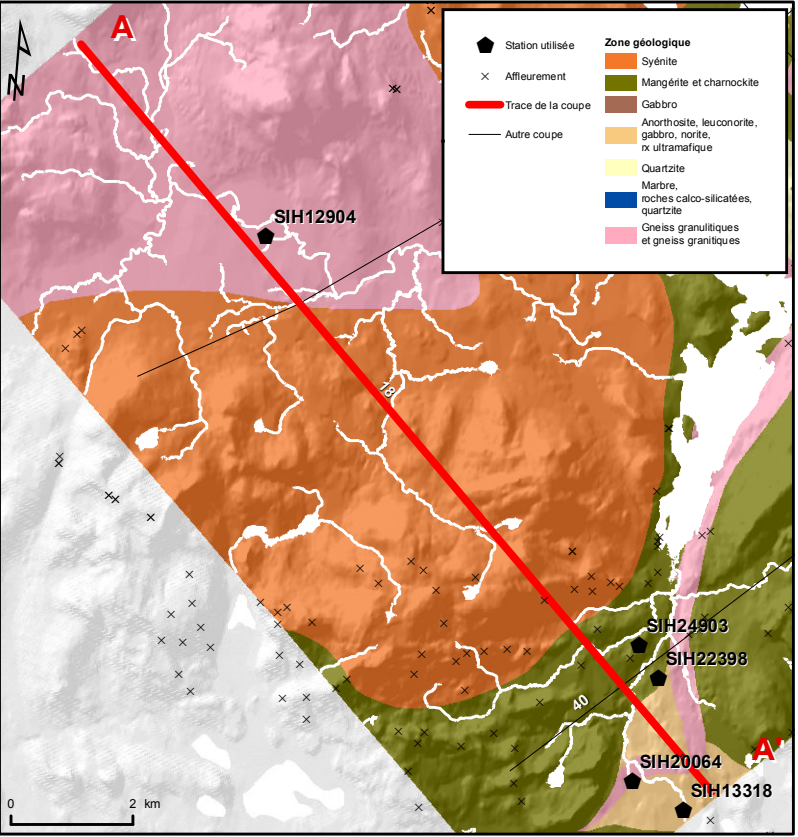 A
N
Station utilisée
Affleurement
Trace de la coupe
Autre coupe
Zone géologique
Syénite
Mangérite et charnockite
Gabbro
Anorthosite, leuconorite,
gabbro, norite,
rx ultramafique
Quartzite
Marbre,
roches calco-silicatées,
quartzite
Gneiss granulitiques
et gneiss granitiques
SIH12904
18
SIH24903
SIH22398
40
A'
SIH20064
SIH13318
0 2 km